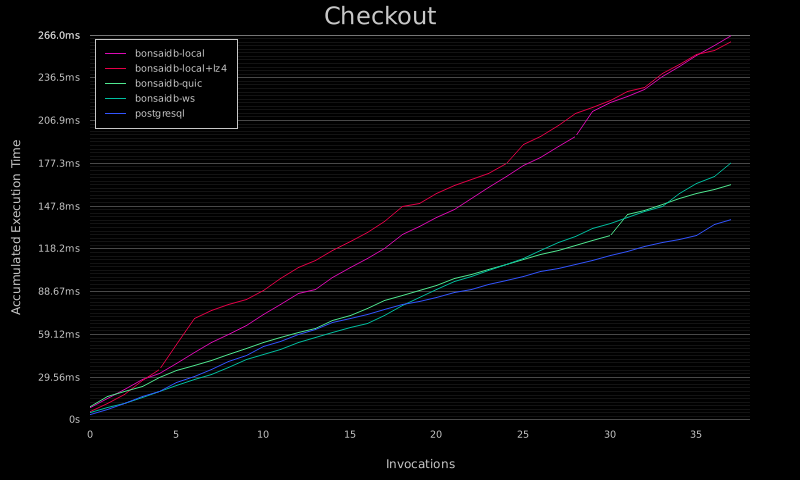 Checkout
266.0ms
236.5ms
206.9ms
177.3ms
147.8ms
118.2ms
88.67ms
59.12ms
29.56ms
0s
bonsaidb-local
bonsaidb-local+lz4
bonsaidb-quic
bonsaidb-ws
postgresql
Accumulated Execution Time
0 5 10 15 20 25 30 35
Invocations